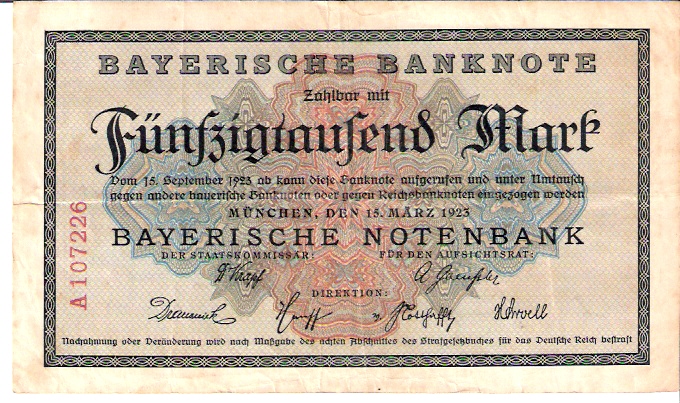 BAYERISCHE BANKNOTE
Zahlbar mit
Fünfzigtausend Mark
Vom 15. September 1923 ab kann diese Banknote aufgerufen und unter Umtausch
gegen andere bayerische Banknoten oder gegen Reichsbanknoten eingezogen werden
MÜNCHEN, DEN 15. MÄRZ 1923
BAYERISCHE NOTENBANK
DER STAATSKOMMISSÄR: FÜR DEN AUFSICHTSRAT:
DIREKTION:
A 107226
Nachahmung oder Veränderung wird nach Maßgabe des achten Abschnittes des Strafgesetzbuches für das Deutsche Reich bestraft